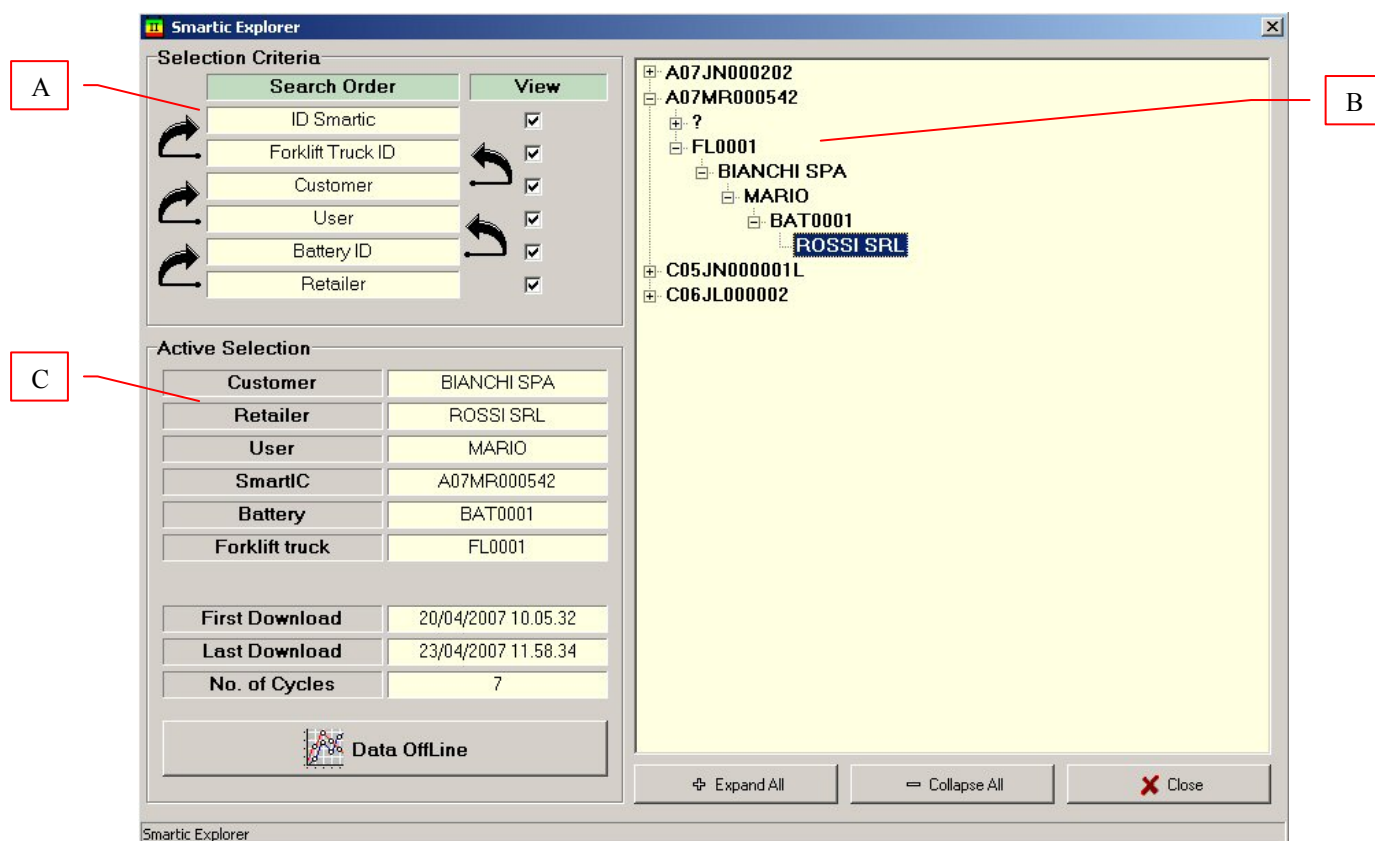 Smartic Explorer
Selection Criteria
Search Order View
ID Smartic
Forklift Truck ID
Customer
User
Battery ID
Retailer
A
Active Selection
Customer BIANCHI SPA
Retailer ROSSI SRL
User MARIO
SmartIC A07MR000542
Battery BAT0001
Forklift truck FL0001
C
First Download 20/04/2007 10.05.32
Last Download 23/04/2007 11.58.34
No. of Cycles 7
Data OffLine
A07JN000202
A07MR000542
?
FL0001
BIANCHI SPA
MARIO
BAT0001
ROSSI SRL
C05JN000001L
C06JL000002
B
Expand All Collapse All Close
Smartic Explorer